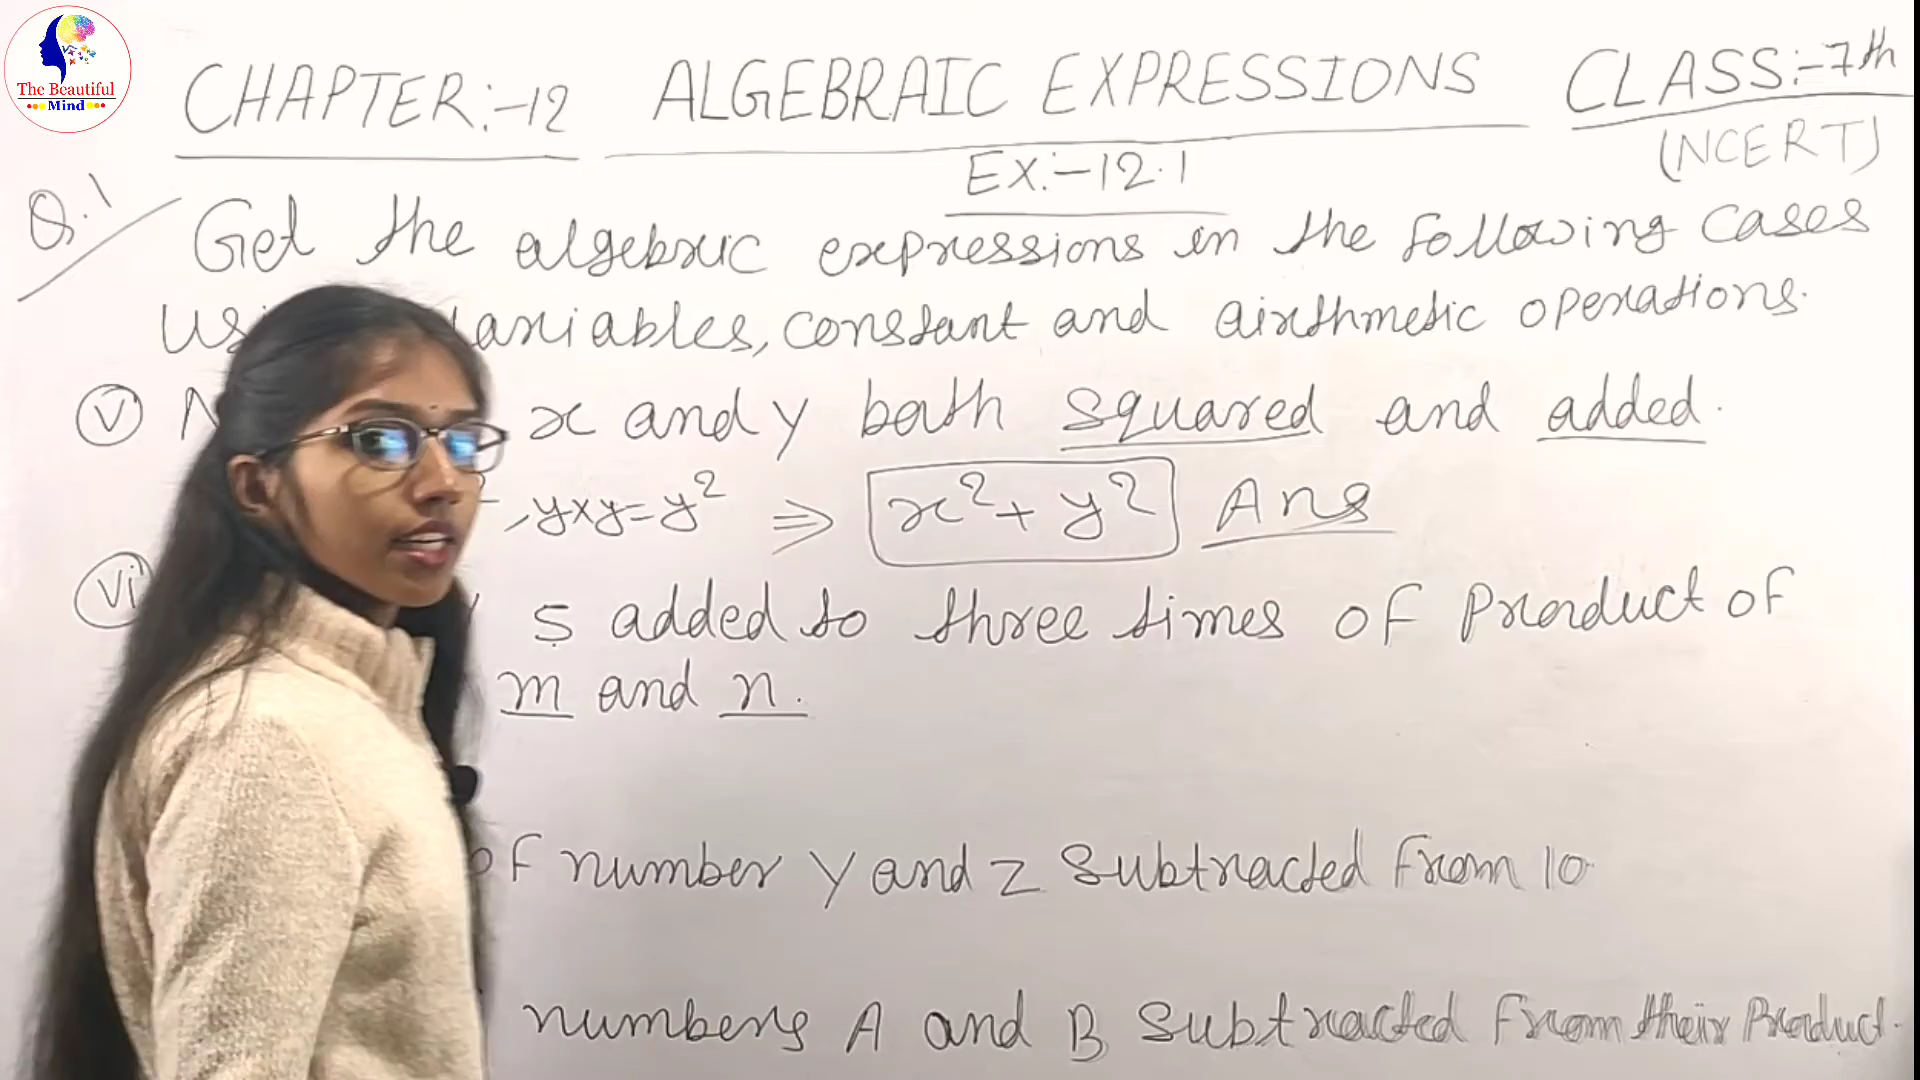 The Beautiful
Mind
CHAPTER:-12 ALGEBRAIC EXPRESSIONS CLASS:-7th
(NCERT)
EX:-12.1
Q.1 Get the algebric expressions in the following cases
variables, constant and airthmetic operations.
(v) x and y both squared and added.
, y×y=y² ⇒ x²+y² Ans
(vi) 5 added to three times of product of
m and n.
of number y and z subtracted from 10
numbers A and B subtracted from their product.